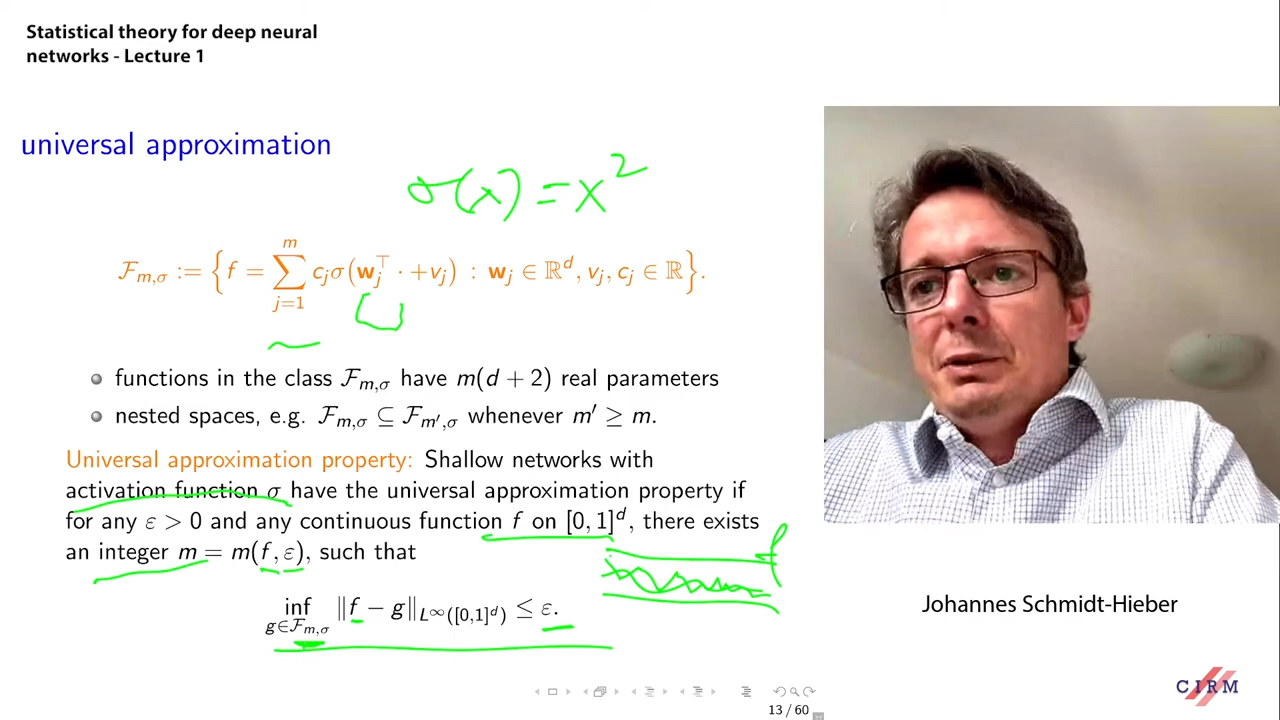 Statistical theory for deep neural
networks - Lecture 1
universal approximation
σ(x) = x²
𝓕_{m,σ} := { f = ∑_{j=1}^{m} c_j σ(𝐰_j^⊤ · + v_j) : 𝐰_j ∈ ℝ^d, v_j, c_j ∈ ℝ }.
functions in the class 𝓕_{m,σ} have m(d + 2) real parameters
nested spaces, e.g. 𝓕_{m,σ} ⊆ 𝓕_{m′,σ} whenever m′ ≥ m.
Universal approximation property: Shallow networks with
activation function σ have the universal approximation property if
for any ε > 0 and any continuous function f on [0, 1]^d, there exists
an integer m = m(f, ε), such that
f
inf_{g∈𝓕_{m,σ}} ‖f − g‖_{L^∞([0,1]^d)} ≤ ε.
Johannes Schmidt-Hieber
13 / 60
CIRM